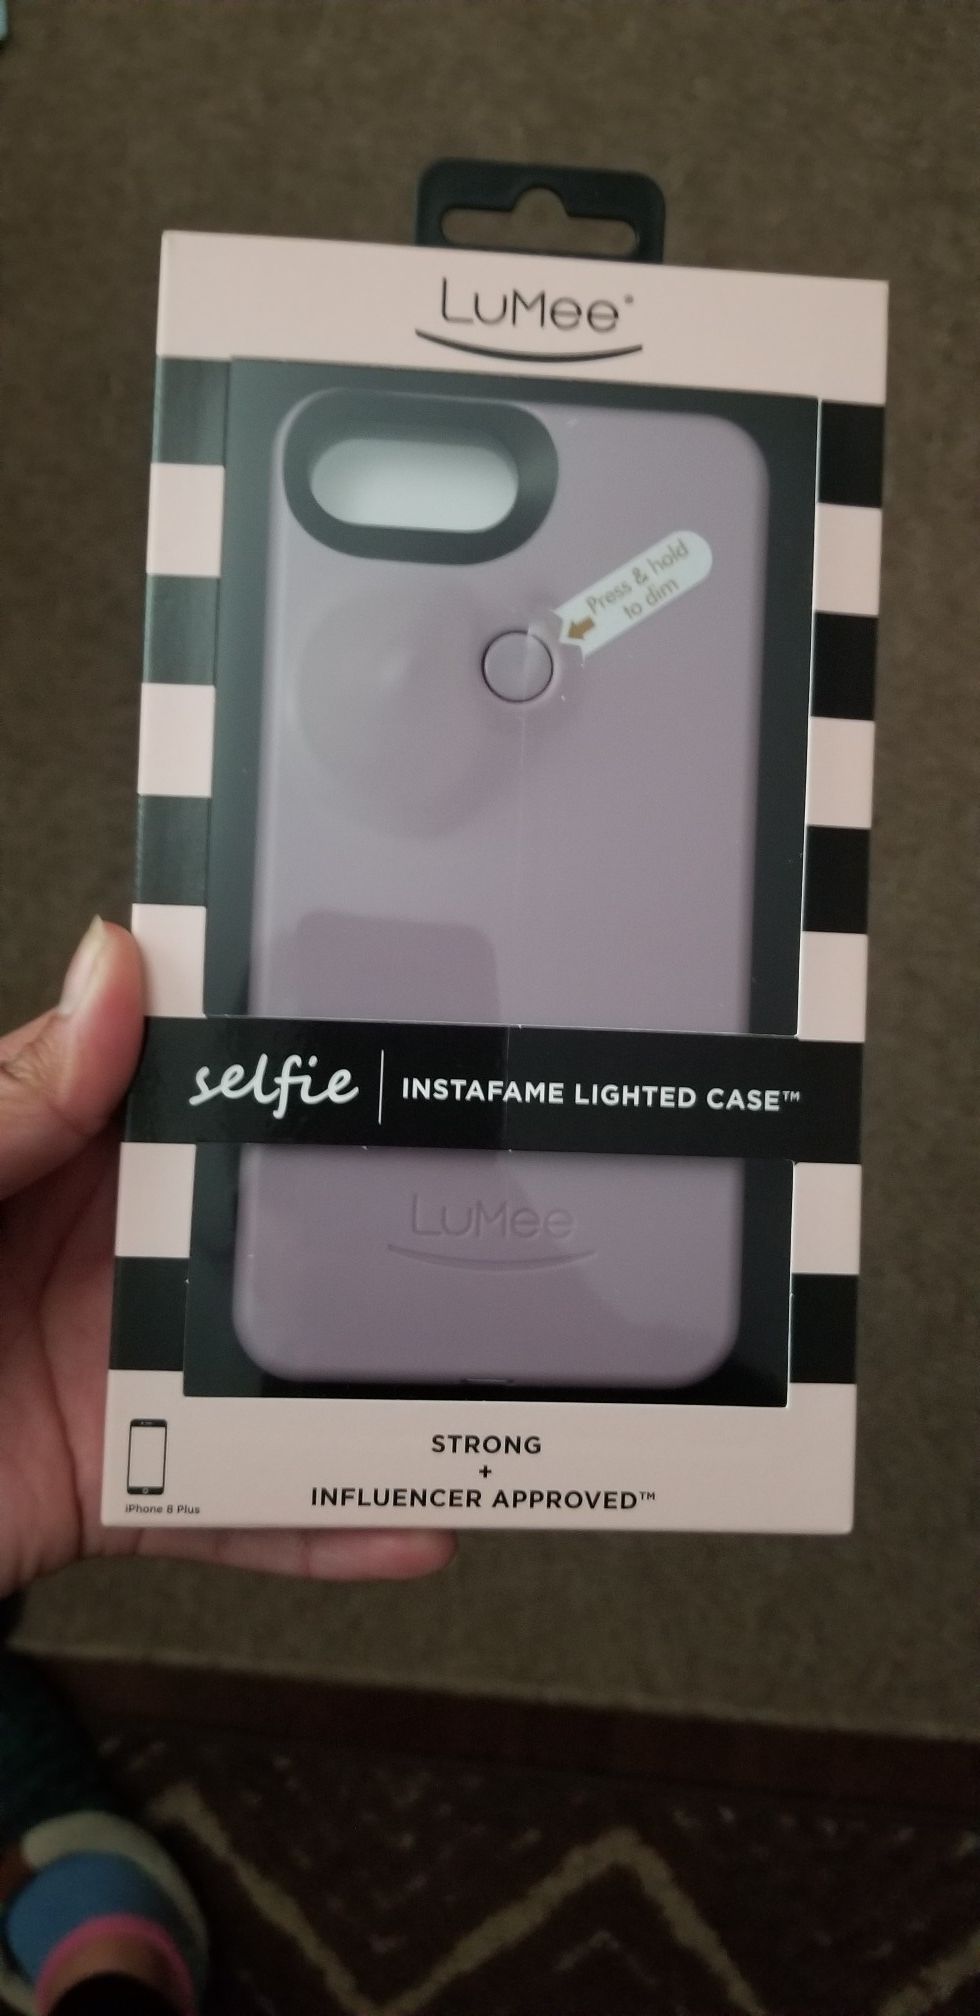 LuMee®
Press & hold
to dim
selfie | INSTAFAME LIGHTED CASE™
LuMee
STRONG
+
INFLUENCER APPROVED™
iPhone 8 Plus